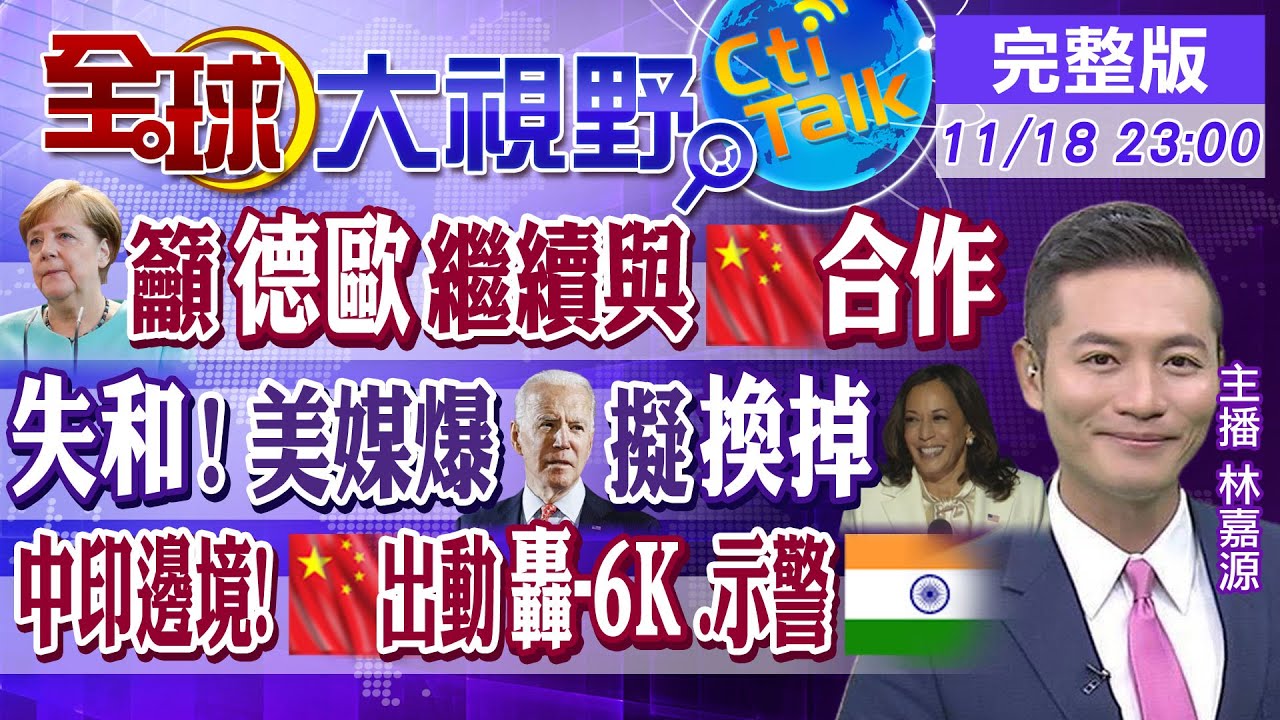 全球大視野
Cti
Talk
完整版
11/18 23:00
籲德歐繼續與合作
失和!美媒爆擬換掉
中印邊境!出動轟-6K.示警
主播 林嘉源